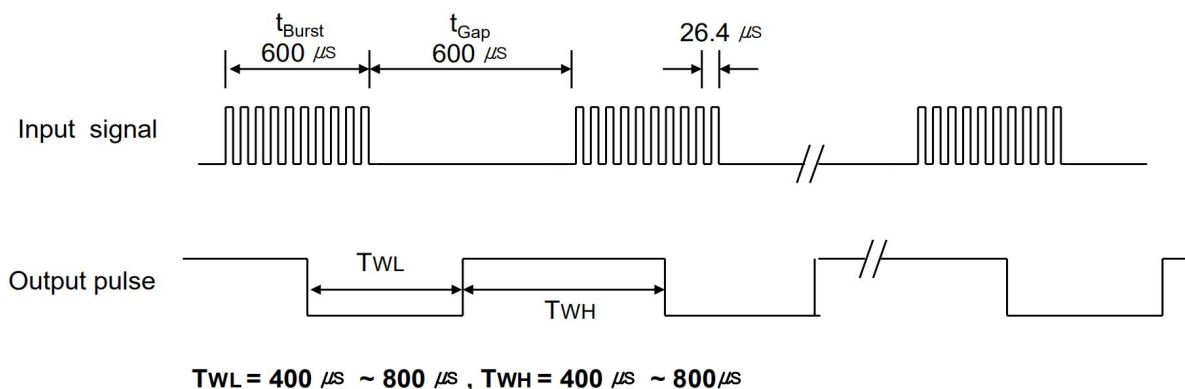 tBurst
600 ㎲
tGap
600 ㎲
26.4 ㎲
Input signal
Output pulse
TWL
TWH
TWL = 400 ㎲ ~ 800 ㎲ , TWH = 400 ㎲ ~ 800㎲